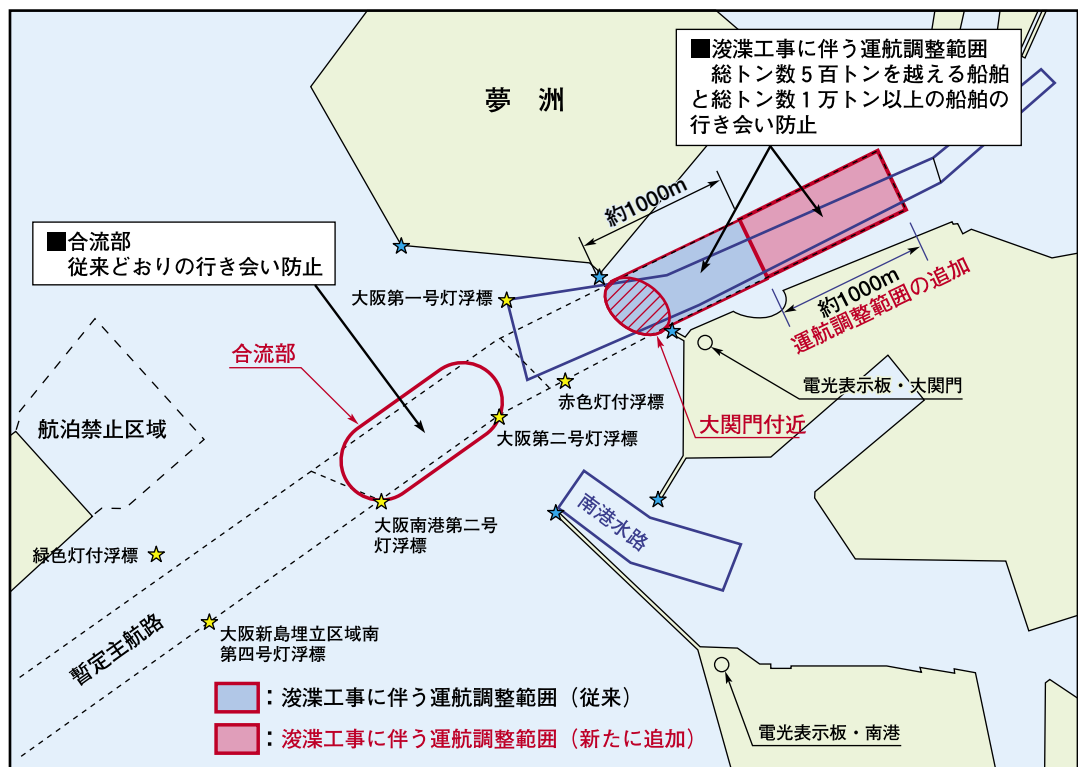 ■浚渫工事に伴う運航調整範囲
総トン数5百トンを越える船舶
と総トン数1万トン以上の船舶の
行き会い防止
夢 洲
約1000m
■合流部
従来どおりの行き会い防止
大阪第一号灯浮標
約1000m
運航調整範囲の追加
合流部
電光表示板・大関門
赤色灯付浮標
大関門付近
航泊禁止区域
大阪第二号灯浮標
南港水路
大阪南港第二号
灯浮標
緑色灯付浮標
暫定主航路
大阪新島埋立区域南
第四号灯浮標
：浚渫工事に伴う運航調整範囲（従来）
：浚渫工事に伴う運航調整範囲（新たに追加）
電光表示板・南港